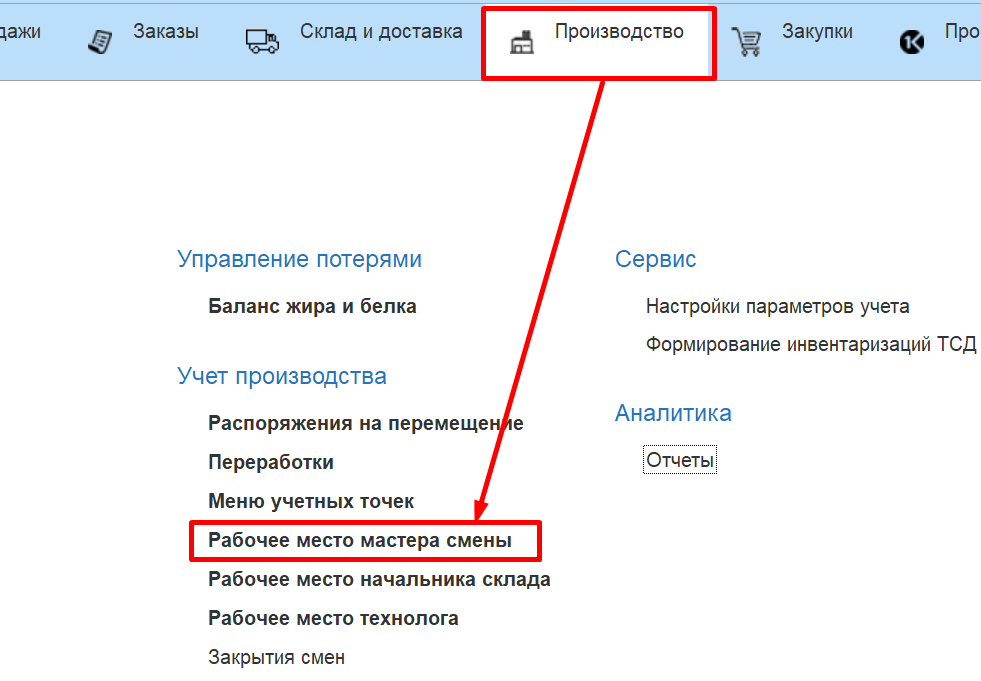 дажи
Заказы
Склад и доставка
Производство
Закупки
1К
Про
Управление потерями
Баланс жира и белка
Учет производства
Распоряжения на перемещение
Переработки
Меню учетных точек
Рабочее место мастера смены
Рабочее место начальника склада
Рабочее место технолога
Закрытия смен
Сервис
Настройки параметров учета
Формирование инвентаризаций ТСД
Аналитика
Отчеты